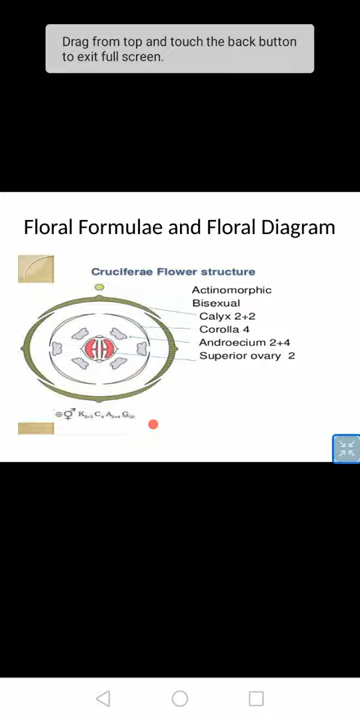 Drag from top and touch the back button
to exit full screen.
Floral Formulae and Floral Diagram
Cruciferae Flower structure
Actinomorphic
Bisexual
Calyx 2+2
Corolla 4
Androecium 2+4
Superior ovary 2